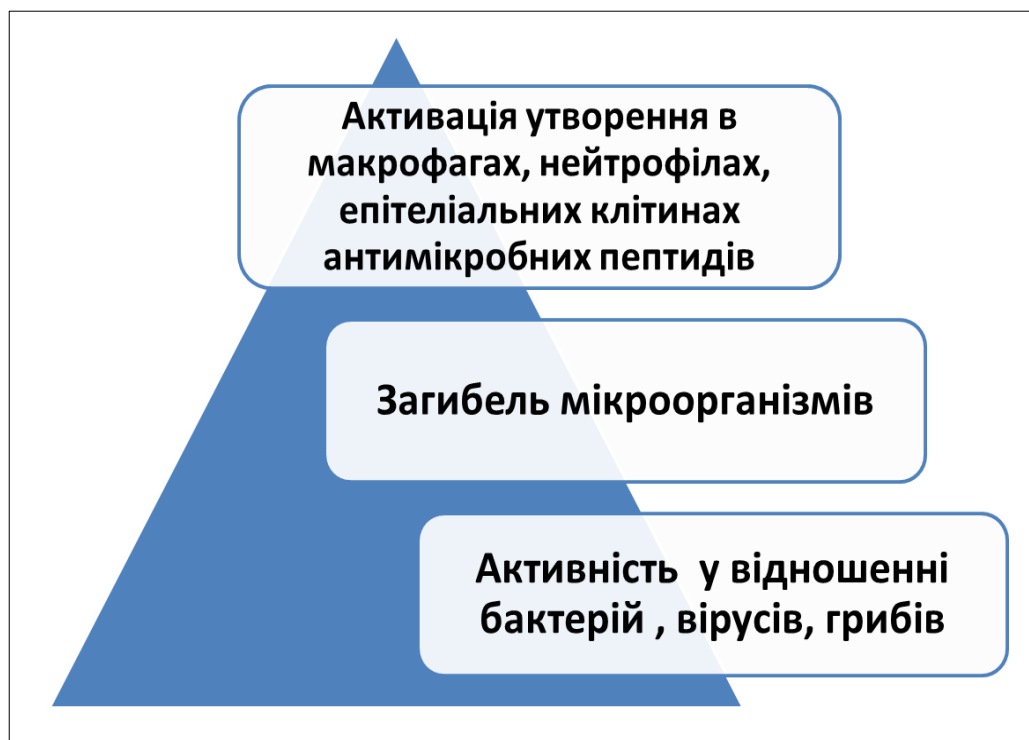 Активація утворення в
макрофагах, нейтрофілах,
епітеліальних клітинах
антимікробних пептидів
Загибель мікроорганізмів
Активність у відношенні
бактерій , вірусів, грибів